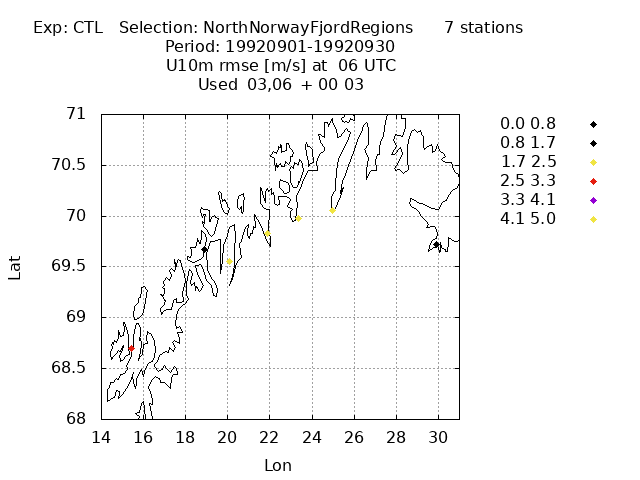 Exp: CTL   Selection: NorthNorwayFjordRegions      7 stations
Period: 19920901-19920930
U10m rmse [m/s] at  06 UTC
Used  03,06  + 00 03
0.0 0.8
0.8 1.7
1.7 2.5
2.5 3.3
3.3 4.1
4.1 5.0
71
70.5
70
69.5
69
68.5
68
Lat
14 16 18 20 22 24 26 28 30
Lon